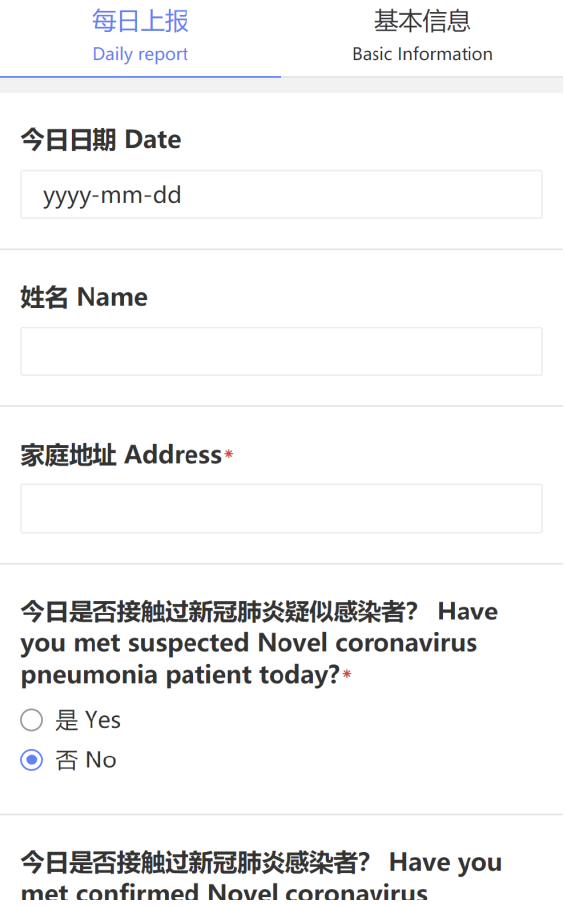 每日上报
Daily report
基本信息
Basic Information
今日日期 Date
yyyy-mm-dd
姓名 Name
家庭地址 Address*
今日是否接触过新冠肺炎疑似感染者? Have
you met suspected Novel coronavirus
pneumonia patient today?*
是 Yes
否 No
今日是否接触过新冠肺炎感染者? Have you
met confirmed Novel coronavirus